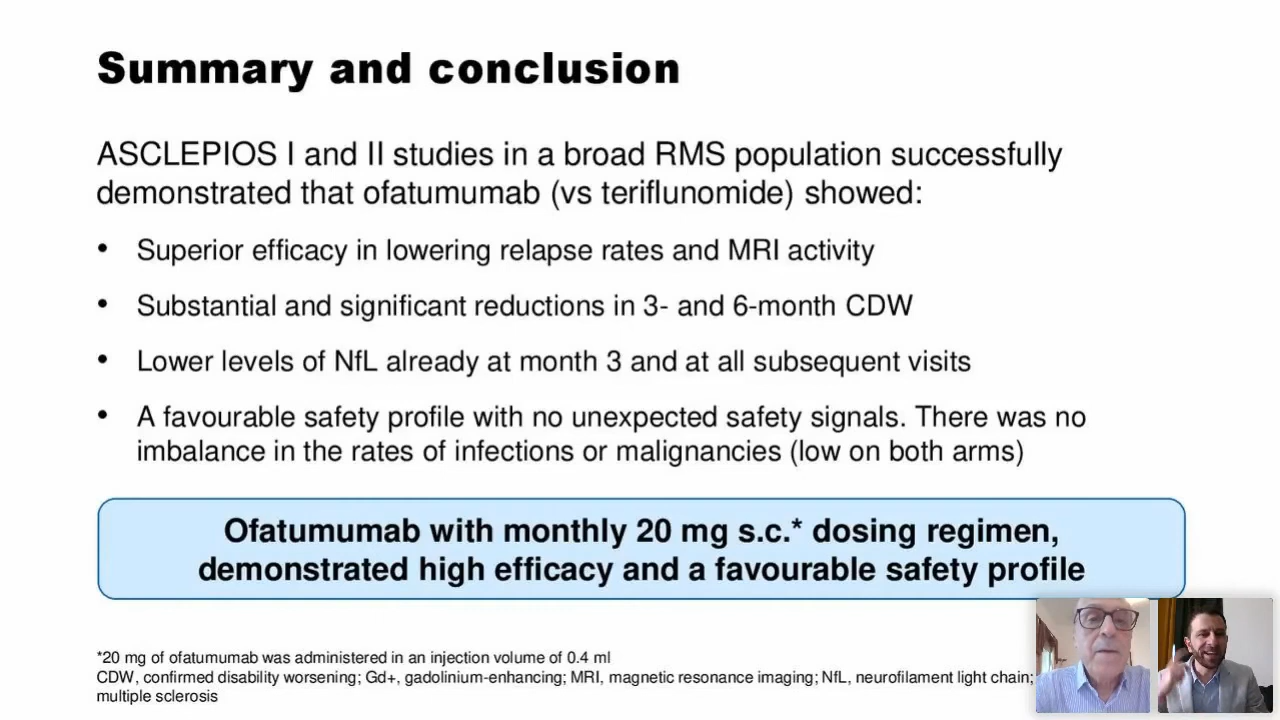 Summary and conclusion
ASCLEPIOS I and II studies in a broad RMS population successfully
demonstrated that ofatumumab (vs teriflunomide) showed:
• Superior efficacy in lowering relapse rates and MRI activity
• Substantial and significant reductions in 3- and 6-month CDW
• Lower levels of NfL already at month 3 and at all subsequent visits
• A favourable safety profile with no unexpected safety signals. There was no
imbalance in the rates of infections or malignancies (low on both arms)
Ofatumumab with monthly 20 mg s.c.* dosing regimen,
demonstrated high efficacy and a favourable safety profile
*20 mg of ofatumumab was administered in an injection volume of 0.4 ml
CDW, confirmed disability worsening; Gd+, gadolinium-enhancing; MRI, magnetic resonance imaging; NfL, neurofilament light chain;
multiple sclerosis